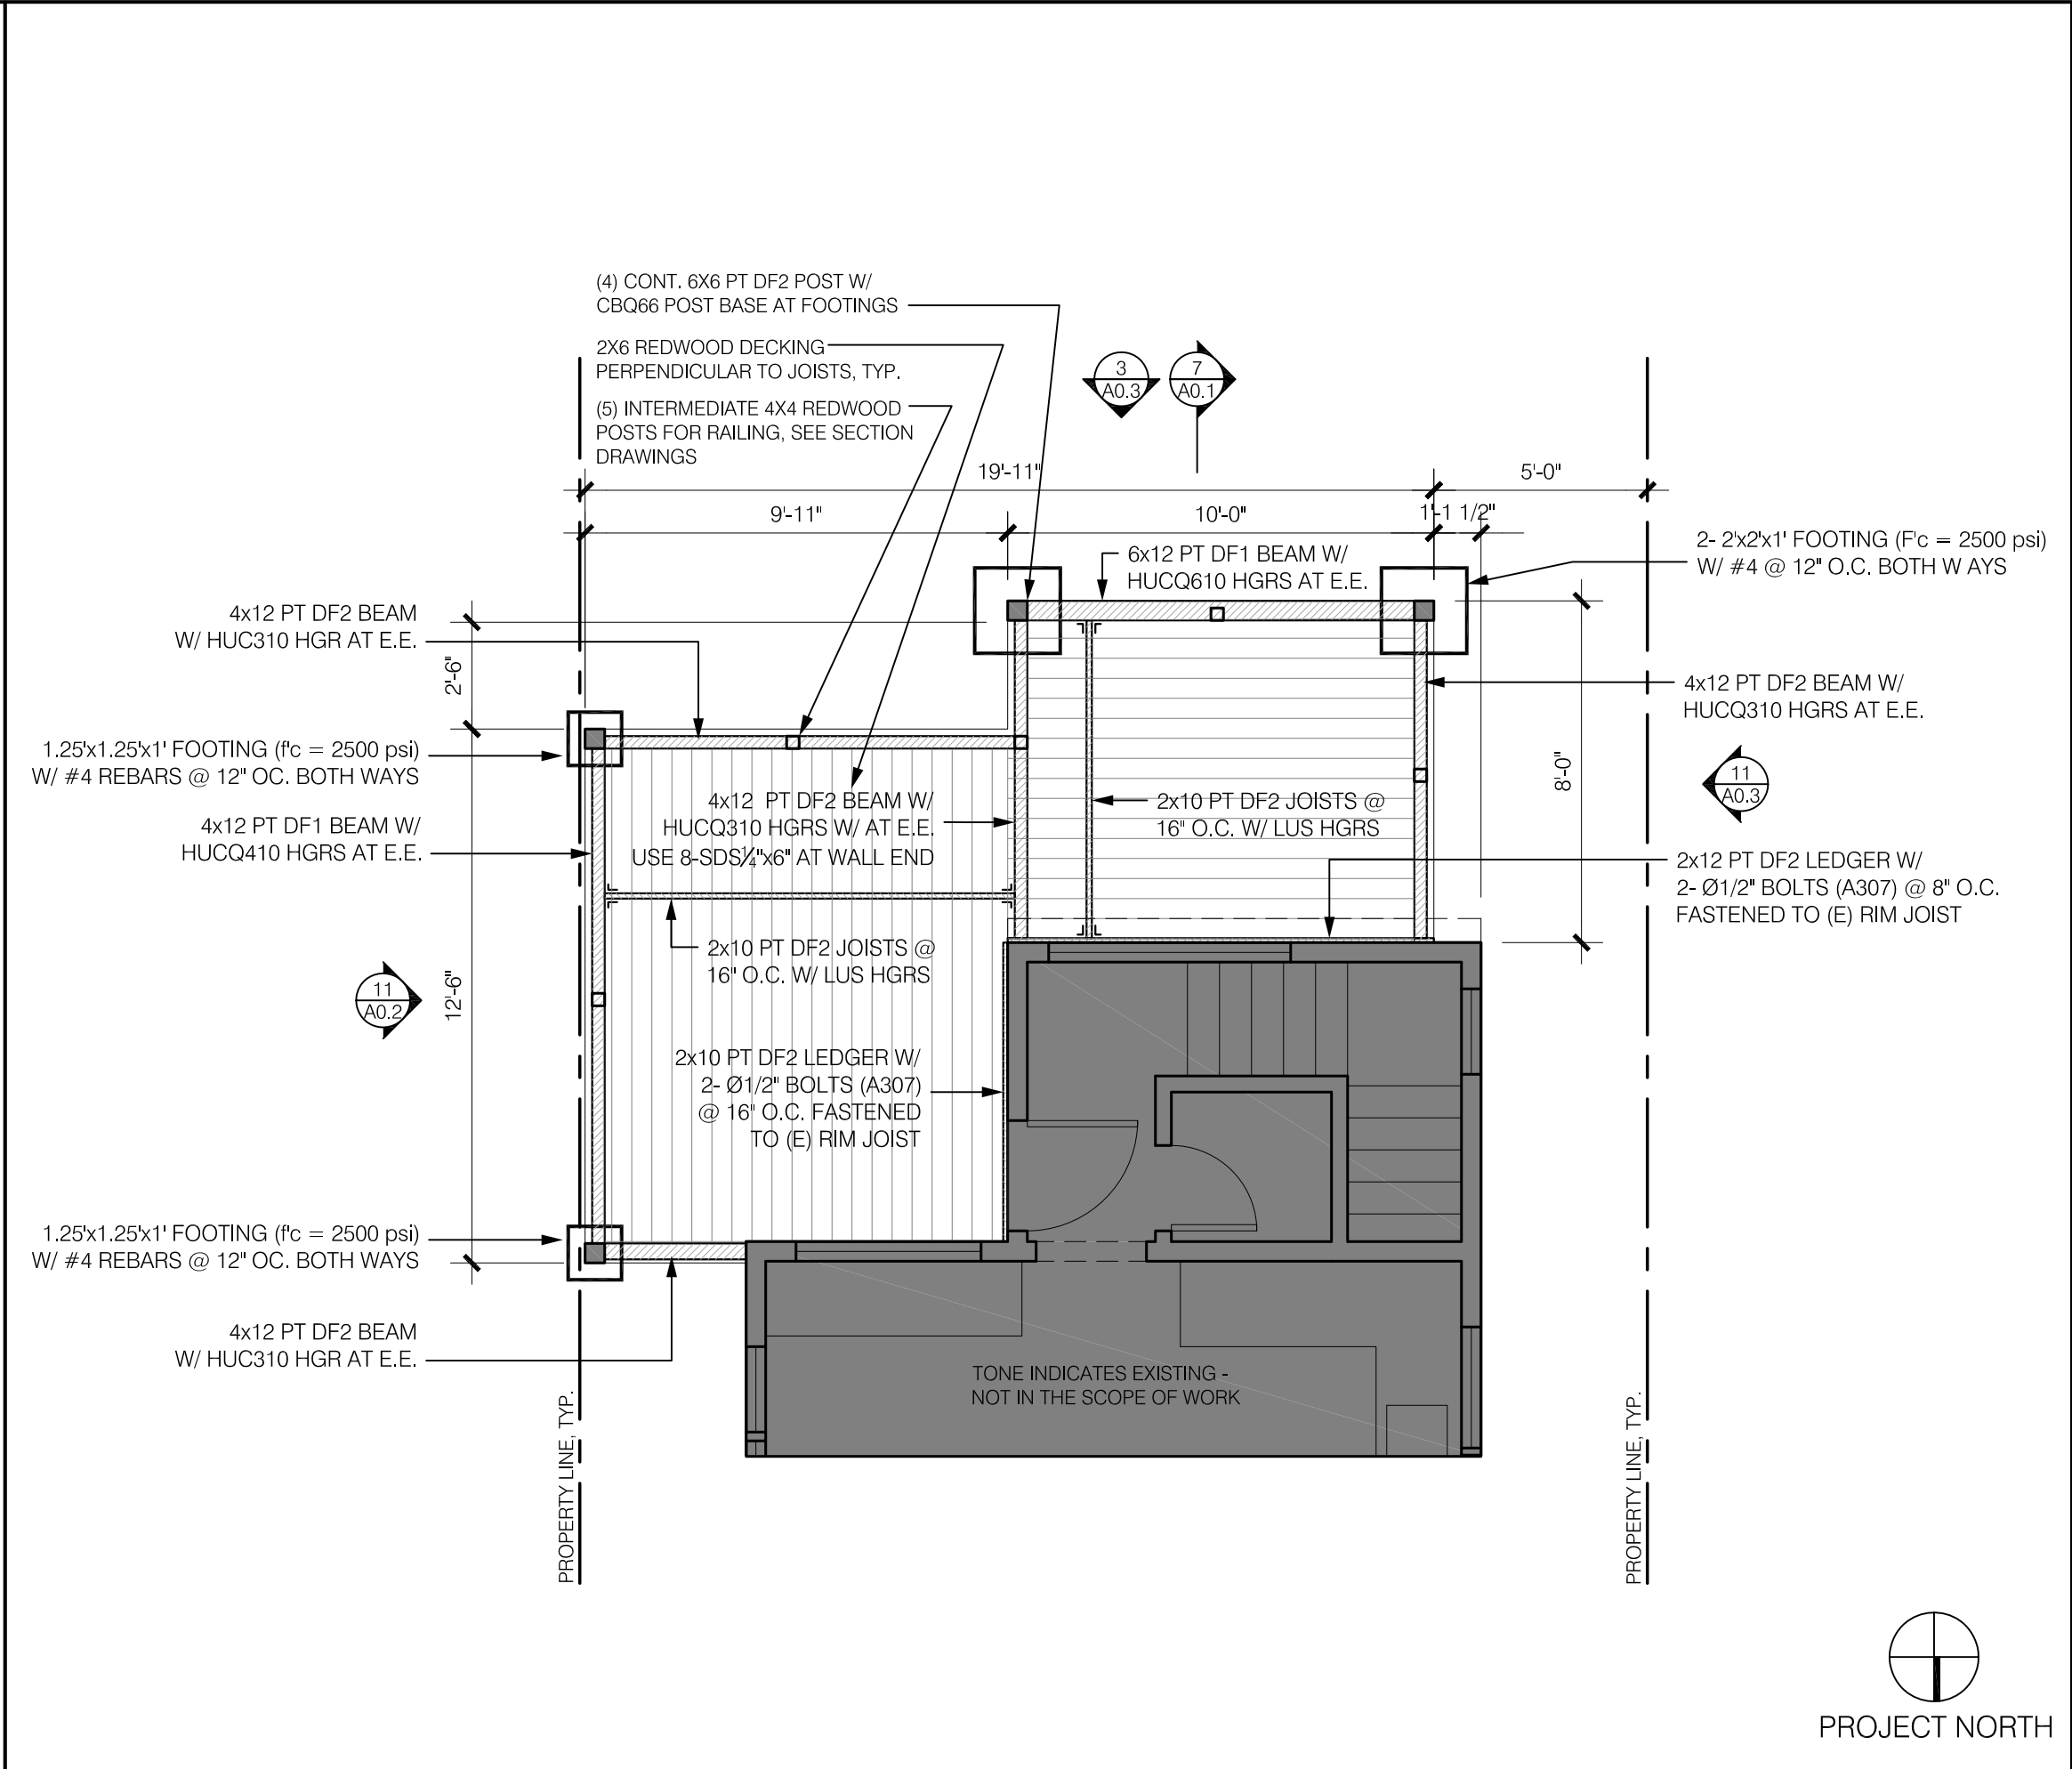 (4) CONT. 6X6 PT DF2 POST W/
CBQ66 POST BASE AT FOOTINGS
2X6 REDWOOD DECKING
PERPENDICULAR TO JOISTS, TYP.
(5) INTERMEDIATE 4X4 REDWOOD
POSTS FOR RAILING, SEE SECTION
DRAWINGS
3
A0.3
7
A0.1
19'-11"
5'-0"
9'-11"
10'-0"
1'-1 1/2"
6x12 PT DF1 BEAM W/
HUCQ610 HGRS AT E.E.
2- 2'x2'x1' FOOTING (F'c = 2500 psi)
W/ #4 @ 12" O.C. BOTH W AYS
4x12 PT DF2 BEAM
W/ HUC310 HGR AT E.E.
2'-6"
4x12 PT DF2 BEAM W/
HUCQ310 HGRS AT E.E.
1.25'x1.25'x1' FOOTING (f'c = 2500 psi)
W/ #4 REBARS @ 12" OC. BOTH WAYS
8'-0"
11
A0.3
4x12 PT DF2 BEAM W/
HUCQ310 HGRS W/ AT E.E.
USE 8-SDS¼"x6" AT WALL END
2x10 PT DF2 JOISTS @
16" O.C. W/ LUS HGRS
4x12 PT DF1 BEAM W/
HUCQ410 HGRS AT E.E.
2x12 PT DF2 LEDGER W/
2- Ø1/2" BOLTS (A307) @ 8" O.C.
FASTENED TO (E) RIM JOIST
2x10 PT DF2 JOISTS @
16" O.C. W/ LUS HGRS
11
A0.2
12'-6"
2x10 PT DF2 LEDGER W/
2- Ø1/2" BOLTS (A307)
@ 16" O.C. FASTENED
TO (E) RIM JOIST
1.25'x1.25'x1' FOOTING (f'c = 2500 psi)
W/ #4 REBARS @ 12" OC. BOTH WAYS
4x12 PT DF2 BEAM
W/ HUC310 HGR AT E.E.
TONE INDICATES EXISTING -
NOT IN THE SCOPE OF WORK
PROPERTY LINE, TYP.
PROPERTY LINE, TYP.
PROJECT NORTH